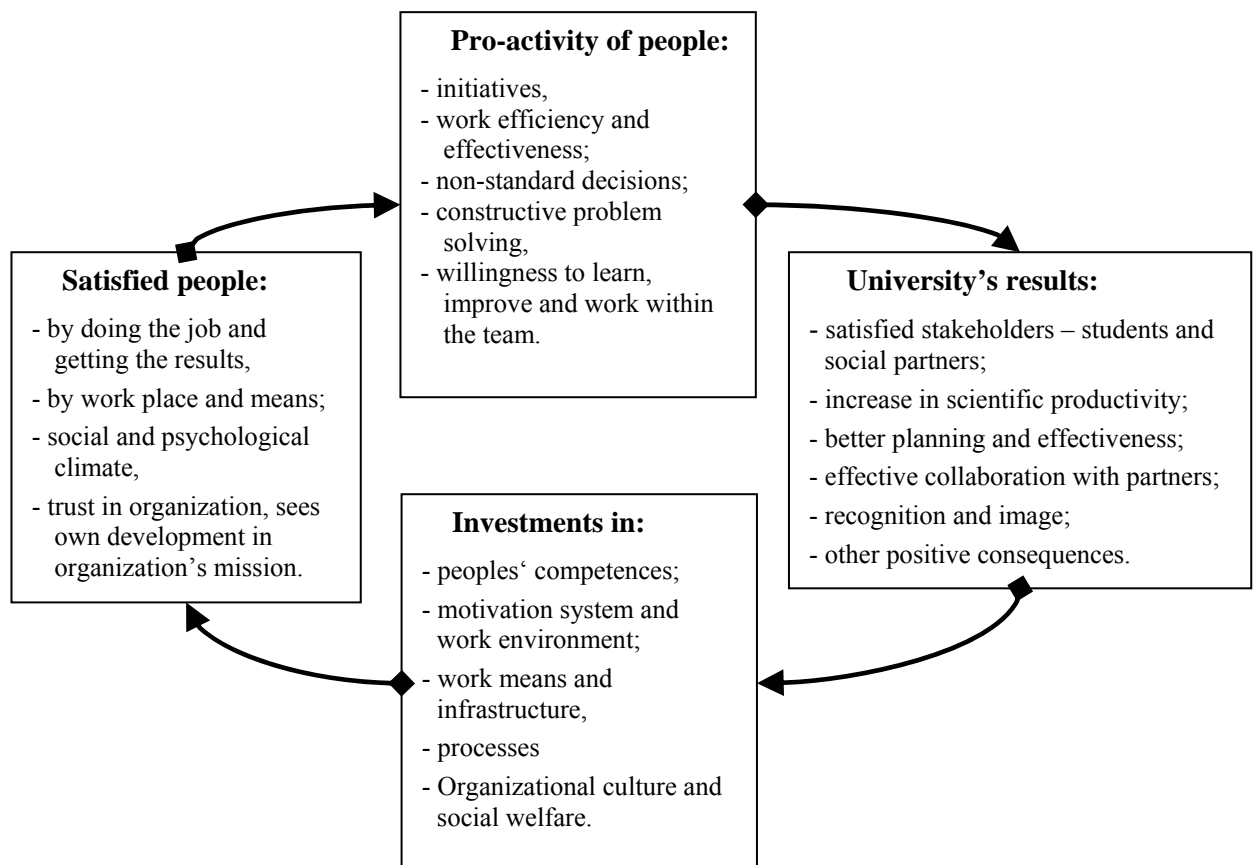 Pro-activity of people:
- initiatives,
- work efficiency and
effectiveness;
- non-standard decisions;
- constructive problem
solving,
- willingness to learn,
improve and work within
the team.
Satisfied people:
- by doing the job and
getting the results,
- by work place and means;
- social and psychological
climate,
- trust in organization, sees
own development in
organization’s mission.
University’s results:
- satisfied stakeholders – students and
social partners;
- increase in scientific productivity;
- better planning and effectiveness;
- effective collaboration with partners;
- recognition and image;
- other positive consequences.
Investments in:
- peoples‘ competences;
- motivation system and
work environment;
- work means and
infrastructure,
- processes
- Organizational culture and
social welfare.